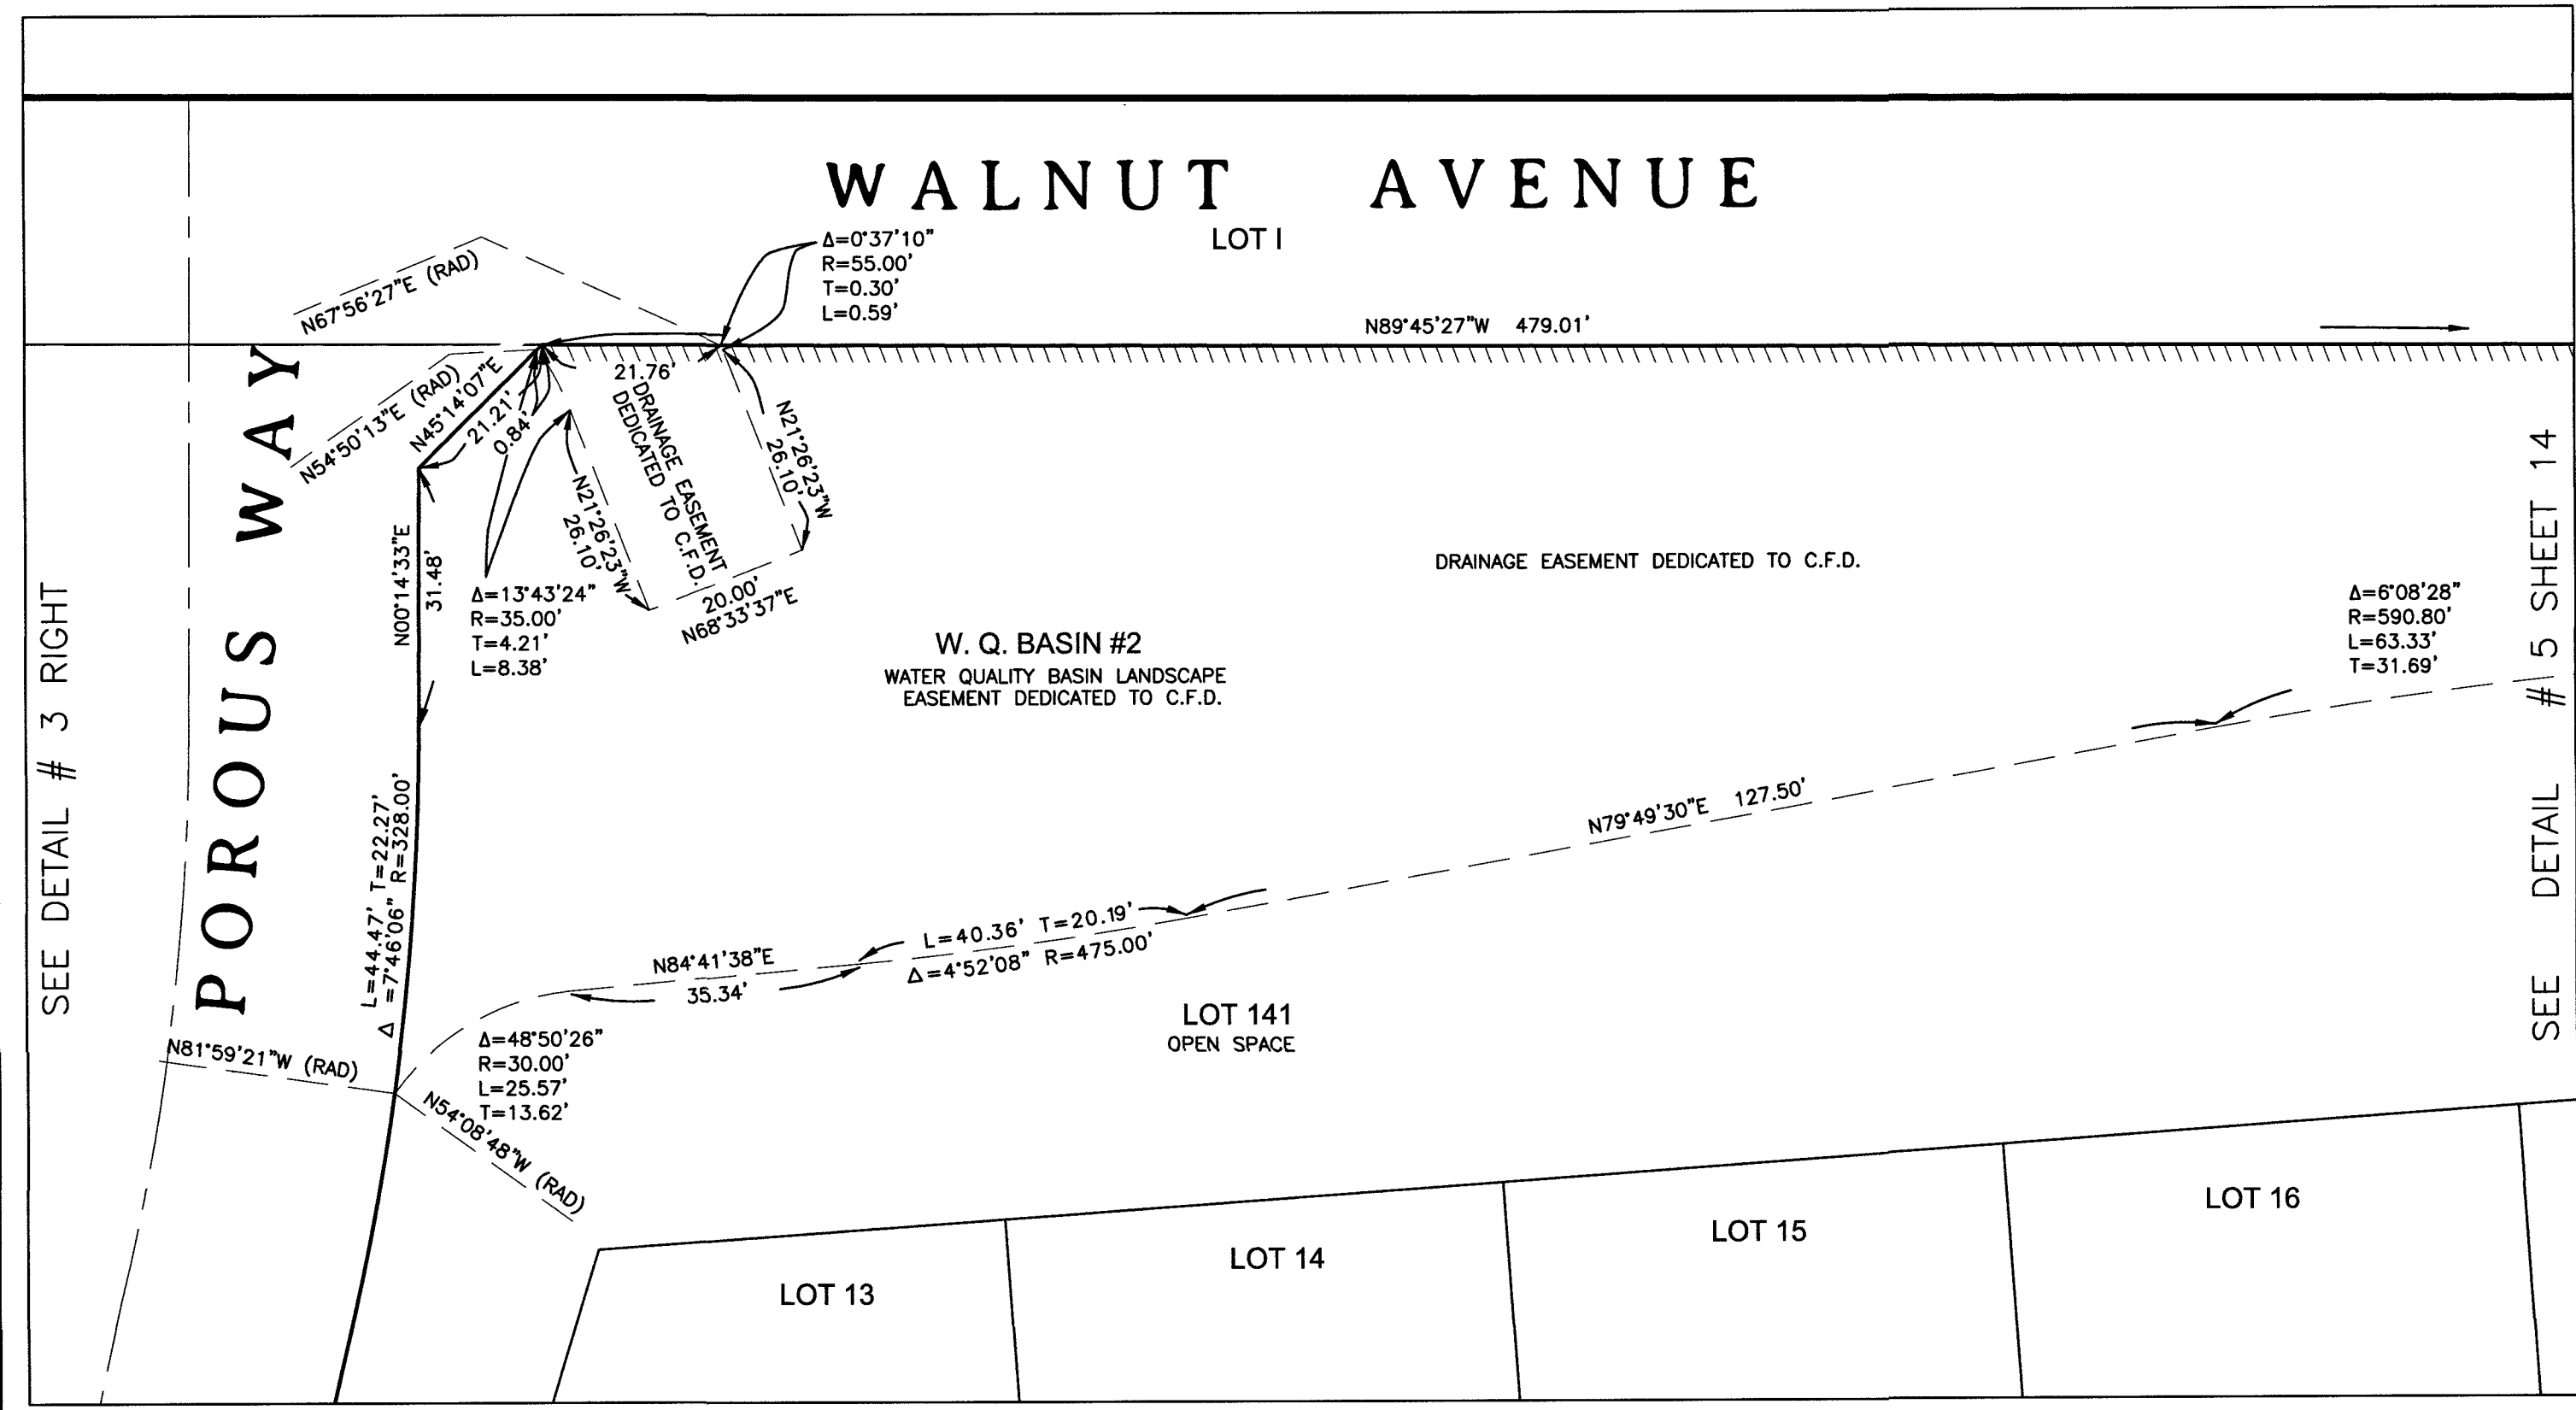 WALNUT AVENUE
LOT I
Δ=0°37'10"
R=55.00'
T=0.30'
L=0.59'
N89°45'27"W 479.01'
N67°56'27"E (RAD)
N54°50'13"E (RAD)
N45°14'07"E
21.21'
0.84'
21.76'
DRAINAGE EASEMENT
DEDICATED TO C.F.D.
N21°26'23"W
26.10'
N21°26'23"W
26.10'
20.00'
N68°33'37"E
POROUS WAY
SEE DETAIL # 3 RIGHT
N00°14'33"E
31.48'
Δ=13°43'24"
R=35.00'
T=4.21'
L=8.38'
DRAINAGE EASEMENT DEDICATED TO C.F.D.
W. Q. BASIN #2
WATER QUALITY BASIN LANDSCAPE
EASEMENT DEDICATED TO C.F.D.
Δ=6°08'28"
R=590.80'
L=63.33'
T=31.69'
SEE DETAIL # 5 SHEET 14
L=44.47' T=22.27'
Δ=7°46'06" R=328.00'
N79°49'30"E 127.50'
L=40.36' T=20.19'
Δ=4°52'08" R=475.00'
N84°41'38"E
35.34'
LOT 141
OPEN SPACE
Δ=48°50'26"
R=30.00'
L=25.57'
T=13.62'
N81°59'21"W (RAD)
N54°08'48"W (RAD)
LOT 13
LOT 14
LOT 15
LOT 16